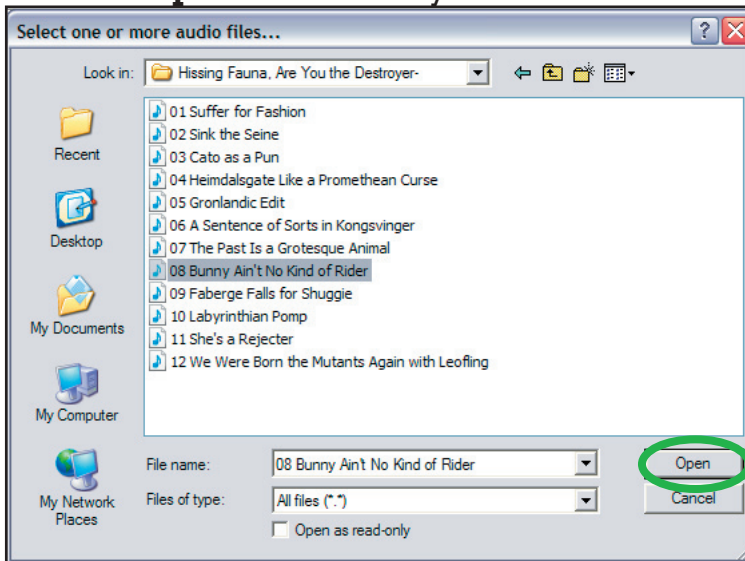 Select one or more audio files...
Look in: Hissing Fauna, Are You the Destroyer-
Recent
Desktop
My Documents
My Computer
My Network
Places
01 Suffer for Fashion
02 Sink the Seine
03 Cato as a Pun
04 Heimdalsgate Like a Promethean Curse
05 Gronlandic Edit
06 A Sentence of Sorts in Kongsvinger
07 The Past Is a Grotesque Animal
08 Bunny Ain't No Kind of Rider
09 Faberge Falls for Shuggie
10 Labyrinthian Pomp
11 She's a Rejecter
12 We Were Born the Mutants Again with Leofling
File name: 08 Bunny Ain't No Kind of Rider Open
Files of type: All files (*.*) Cancel
Open as read-only